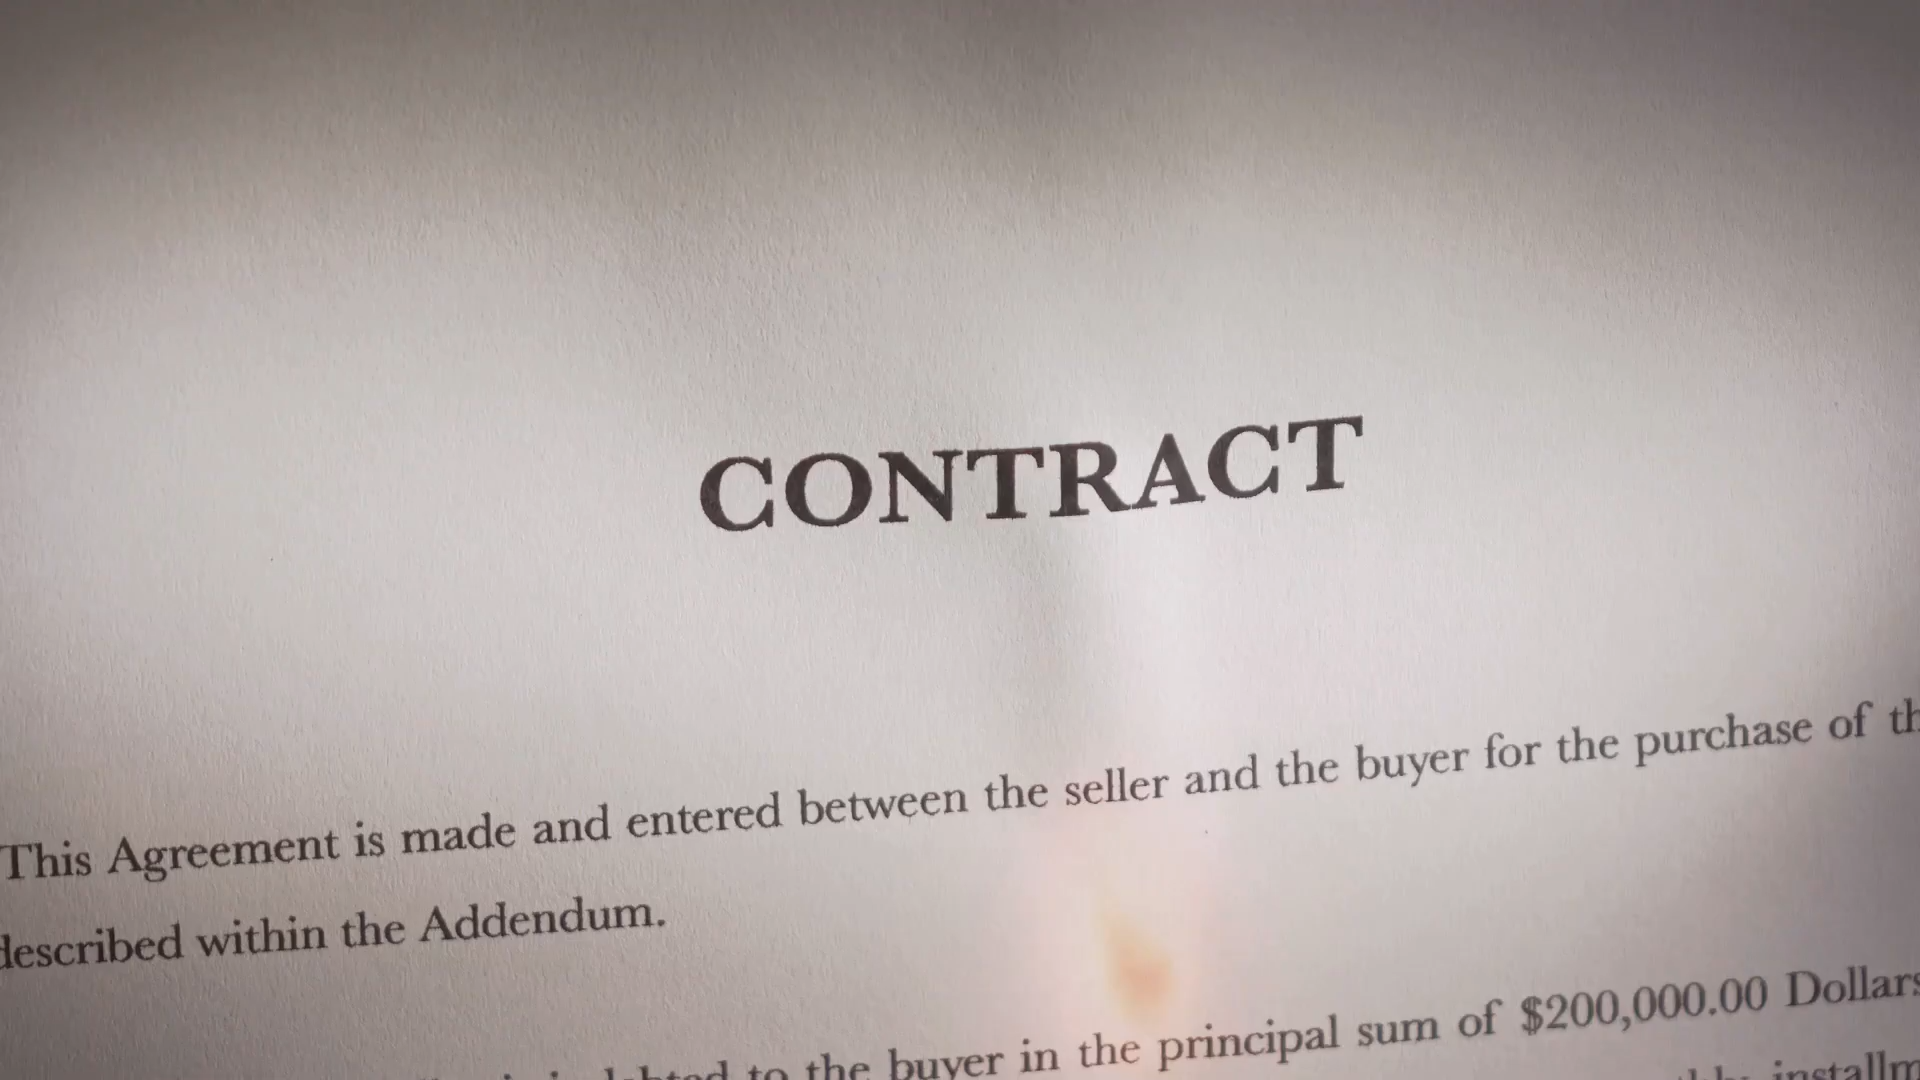 CONTRACT
This Agreement is made and entered between the seller and the buyer for the purchase of
described within the Addendum.
to the buyer in the principal sum of $200,000.00 Dollars